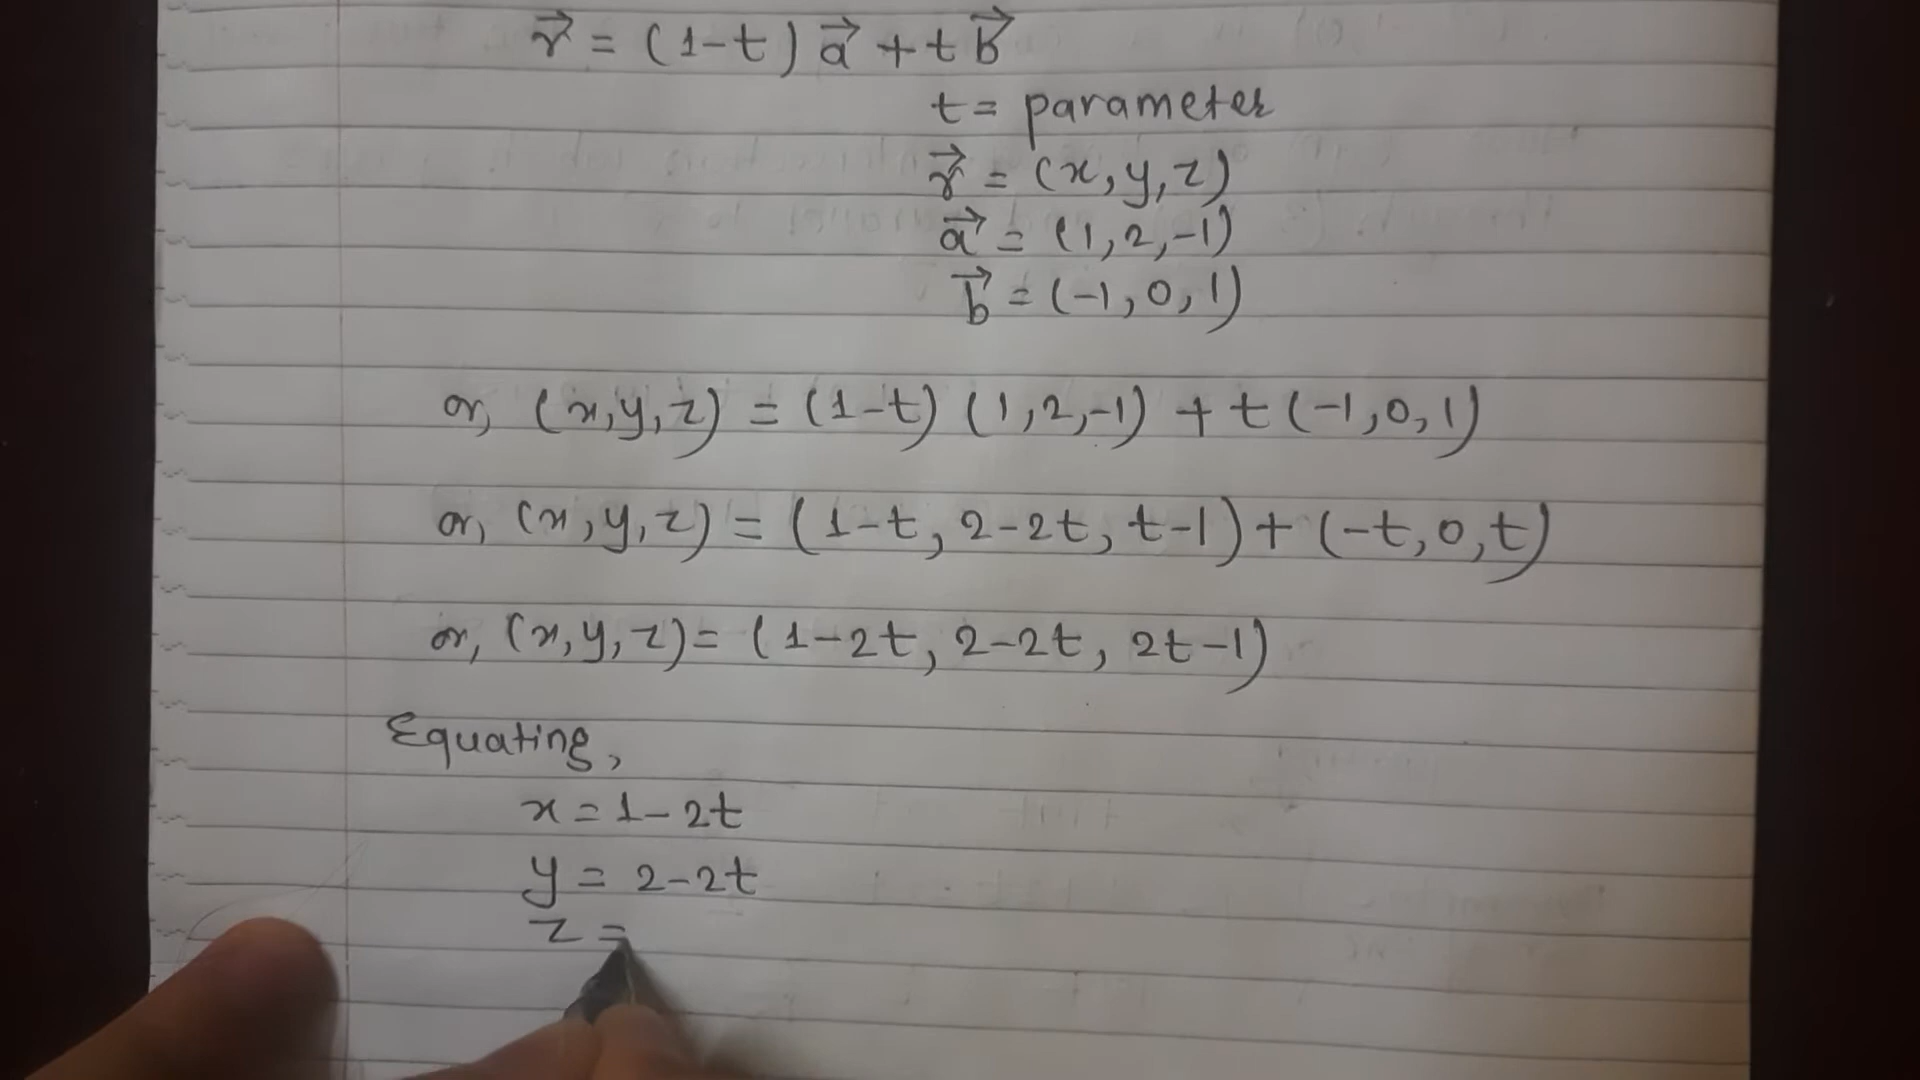 r⃗ = (1-t) a⃗ + t b⃗
t = parameter
r⃗ = (x, y, z)
a⃗ = (1, 2, -1)
b⃗ = (-1, 0, 1)
or, (x, y, z) = (1-t) (1, 2, -1) + t (-1, 0, 1)
or, (x, y, z) = (1-t, 2-2t, t-1) + (-t, 0, t)
or, (x, y, z) = (1-2t, 2-2t, 2t-1)
Equating,
x = 1-2t
y = 2-2t
z =